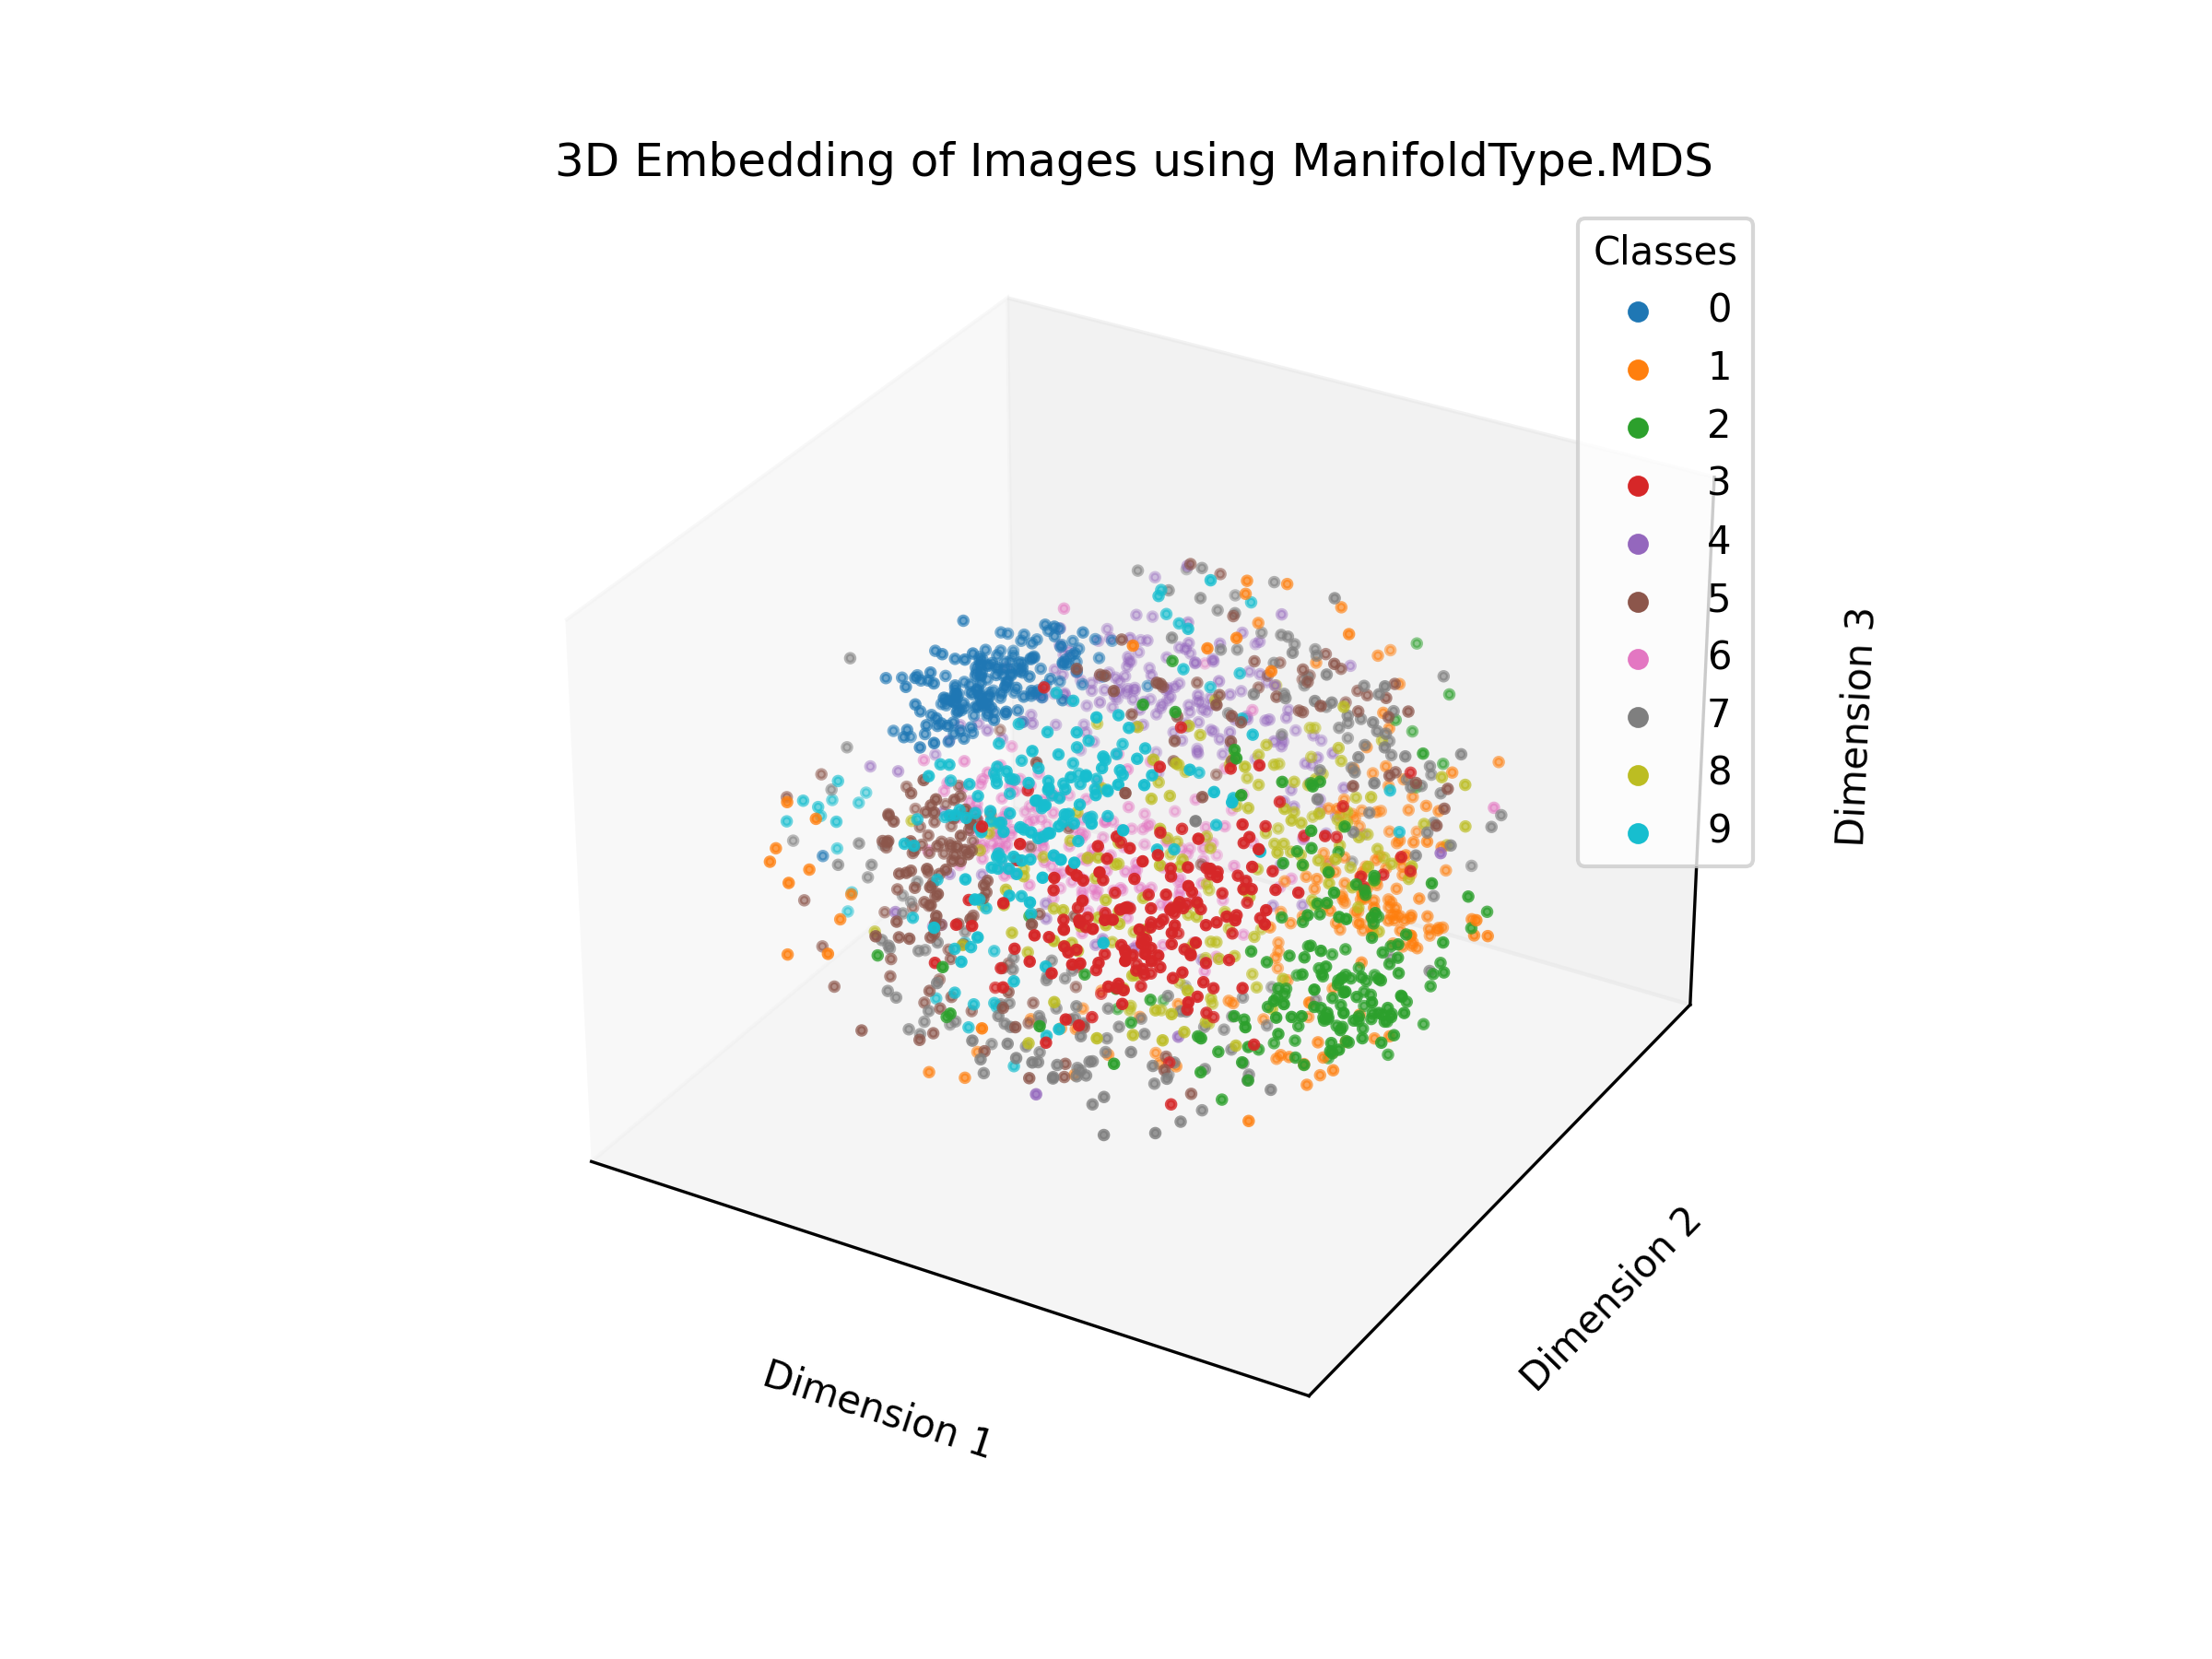 3D Embedding of Images using ManifoldType.MDS
Classes
0
1
2
3
4
5
6
7
8
9
Dimension 3
Dimension 2
Dimension 1